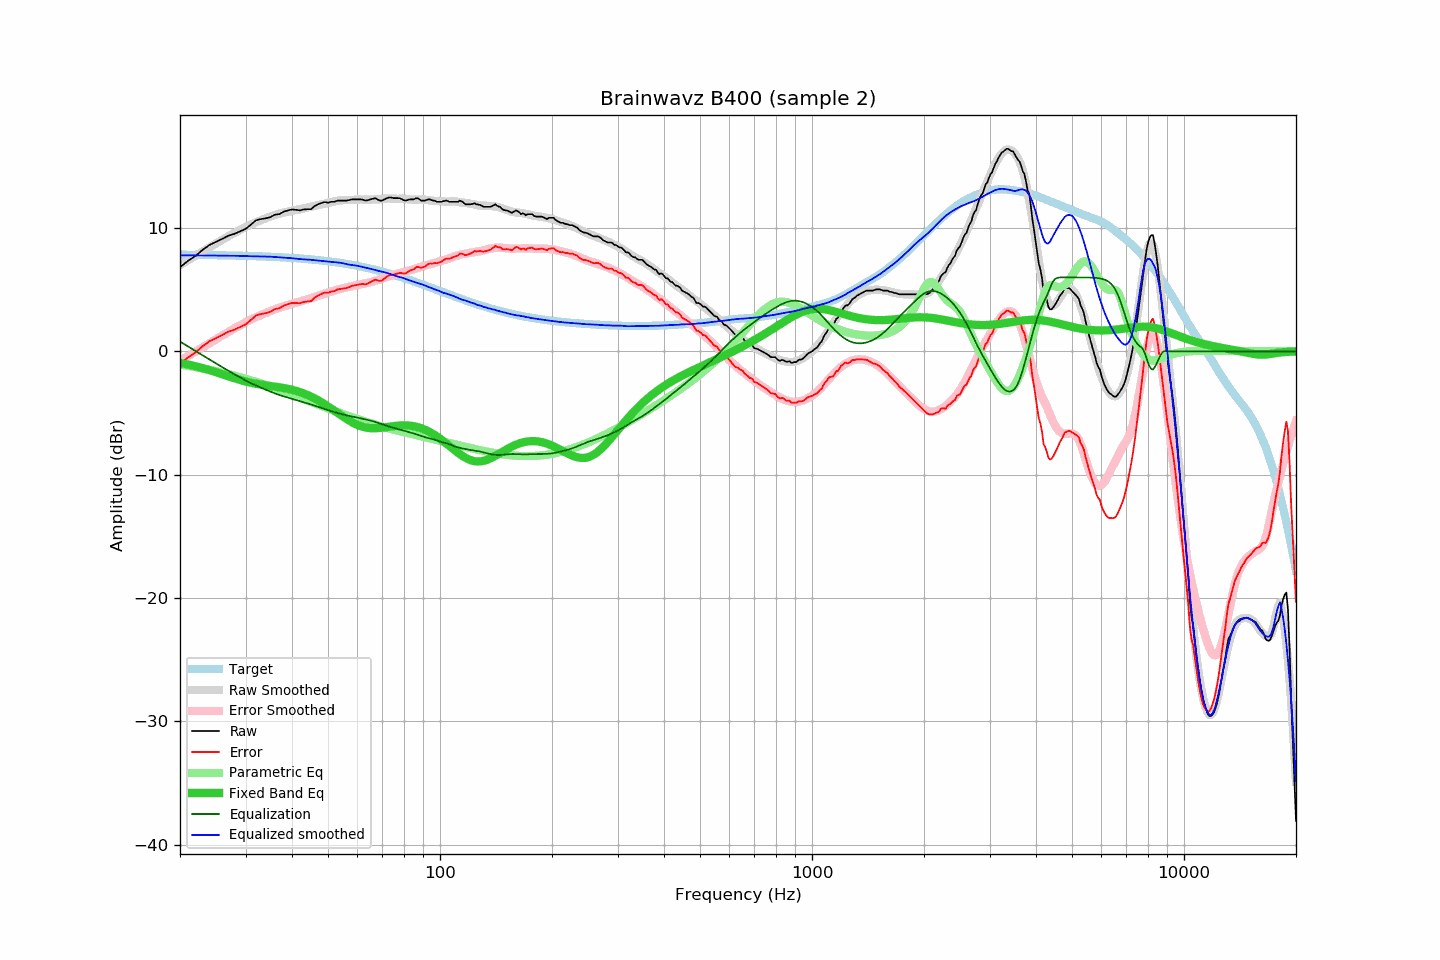 Brainwavz B400 (sample 2)
Amplitude (dBr)
10
0
−10
−20
−30
−40
Target
Raw Smoothed
Error Smoothed
Raw
Error
Parametric Eq
Fixed Band Eq
Equalization
Equalized smoothed
100 1000 10000
Frequency (Hz)